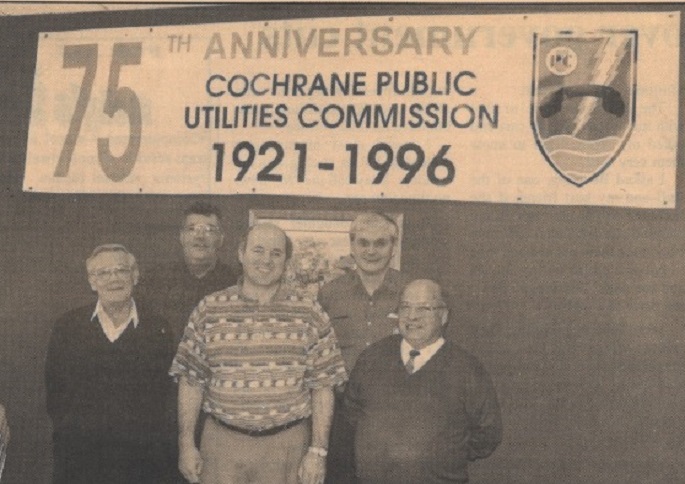 75TH ANNIVERSARY
COCHRANE PUBLIC
UTILITIES COMMISSION
1921-1996